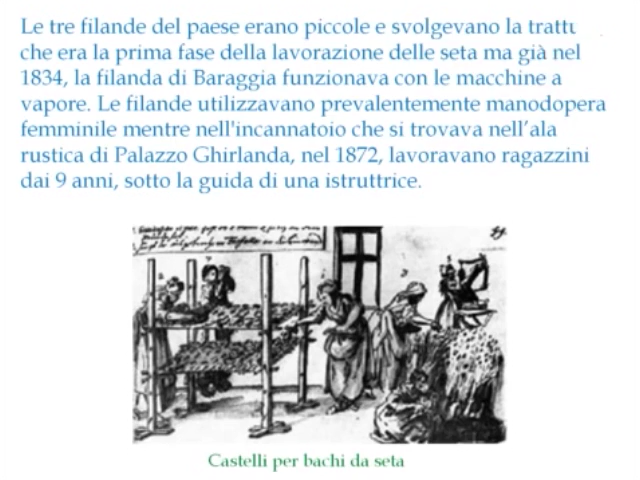 Le tre filande del paese erano piccole e svolgevano la
che era la prima fase della lavorazione delle seta ma già nel
1834, la filanda di Baraggia funzionava con le macchine a
vapore. Le filande utilizzavano prevalentemente manodopera
femminile mentre nell'incannatoio che si trovava nell’ala
rustica di Palazzo Ghirlanda, nel 1872, lavoravano ragazzini
dai 9 anni, sotto la guida di una istruttrice.
Castelli per bachi da seta